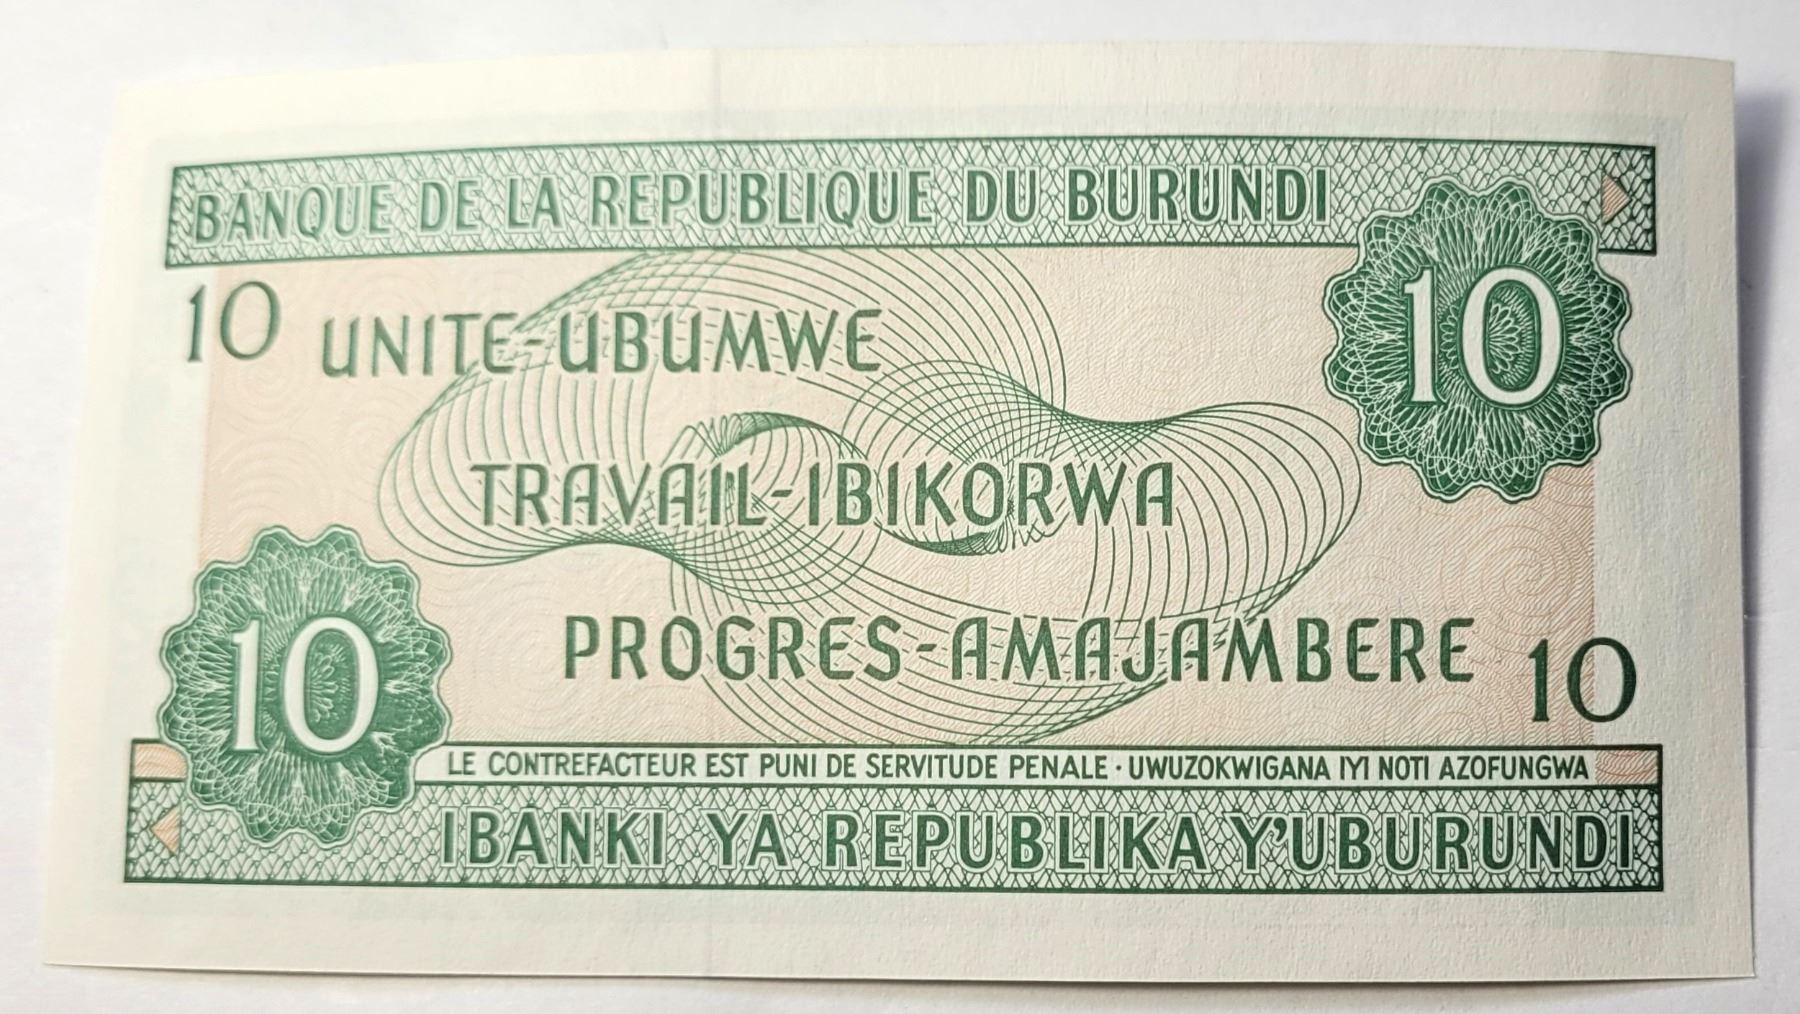 BANQUE DE LA REPUBLIQUE DU BURUNDI
10
10
UNITE-UBUMWE
TRAVAIL-IBIKORWA
PROGRES-AMAJAMBERE
10
10
LE CONTREFACTEUR EST PUNI DE SERVITUDE PENALE · UWUZOKWIGANA IYI NOTI AZOFUNGWA
IBANKI YA REPUBLIKA Y'UBURUNDI